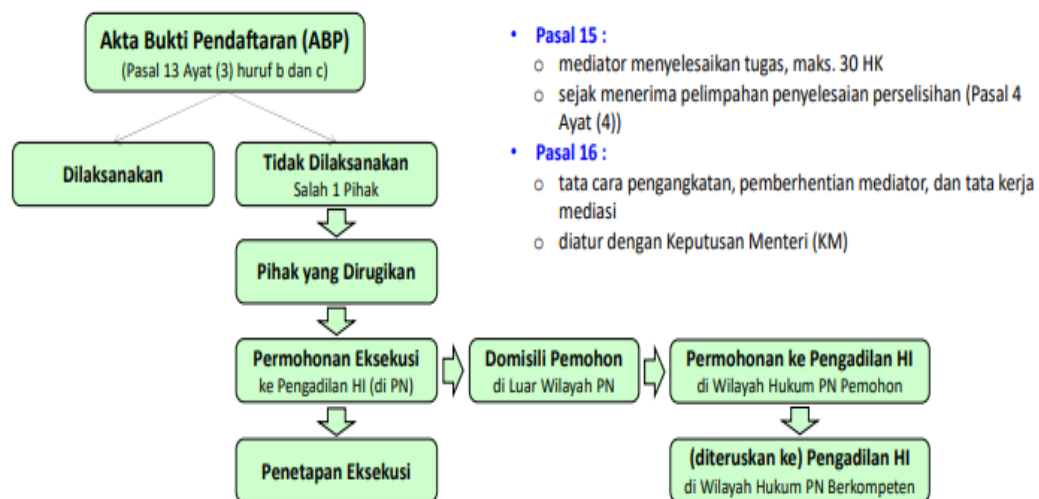 Akta Bukti Pendaftaran (ABP)
(Pasal 13 Ayat (3) huruf b dan c)
Dilaksanakan
Tidak Dilaksanakan
Salah 1 Pihak
Pihak yang Dirugikan
Permohonan Eksekusi
ke Pengadilan HI (di PN)
Domisili Pemohon
di Luar Wilayah PN
Permohonan ke Pengadilan HI
di Wilayah Hukum PN Pemohon
Penetapan Eksekusi
(diteruskan ke) Pengadilan HI
di Wilayah Hukum PN Berkompeten
• Pasal 15 :
o mediator menyelesaikan tugas, maks. 30 HK
o sejak menerima pelimpahan penyelesaian perselisihan (Pasal 4
Ayat (4))
• Pasal 16 :
o tata cara pengangkatan, pemberhentian mediator, dan tata kerja
mediasi
o diatur dengan Keputusan Menteri (KM)